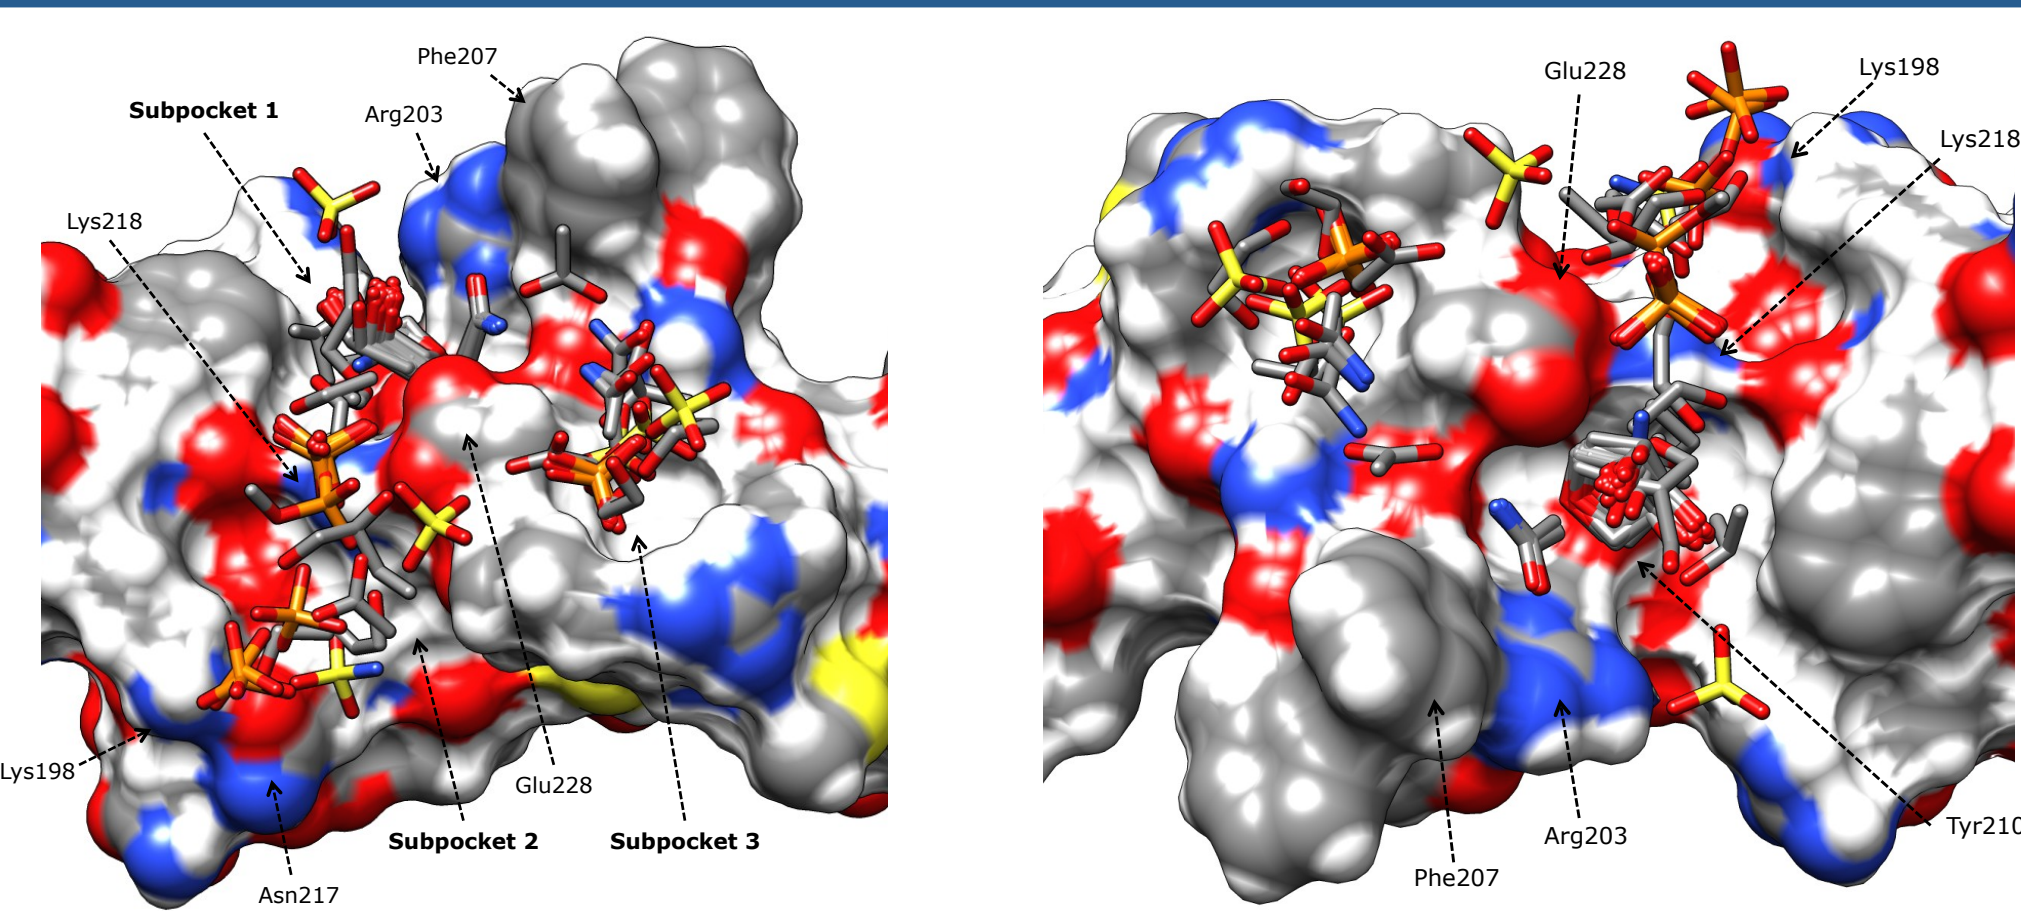 Phe207
Subpocket 1
Arg203
Lys218
Lys198
Glu228
Subpocket 2
Subpocket 3
Asn217
Glu228
Lys198
Lys218
Tyr210
Arg203
Phe207